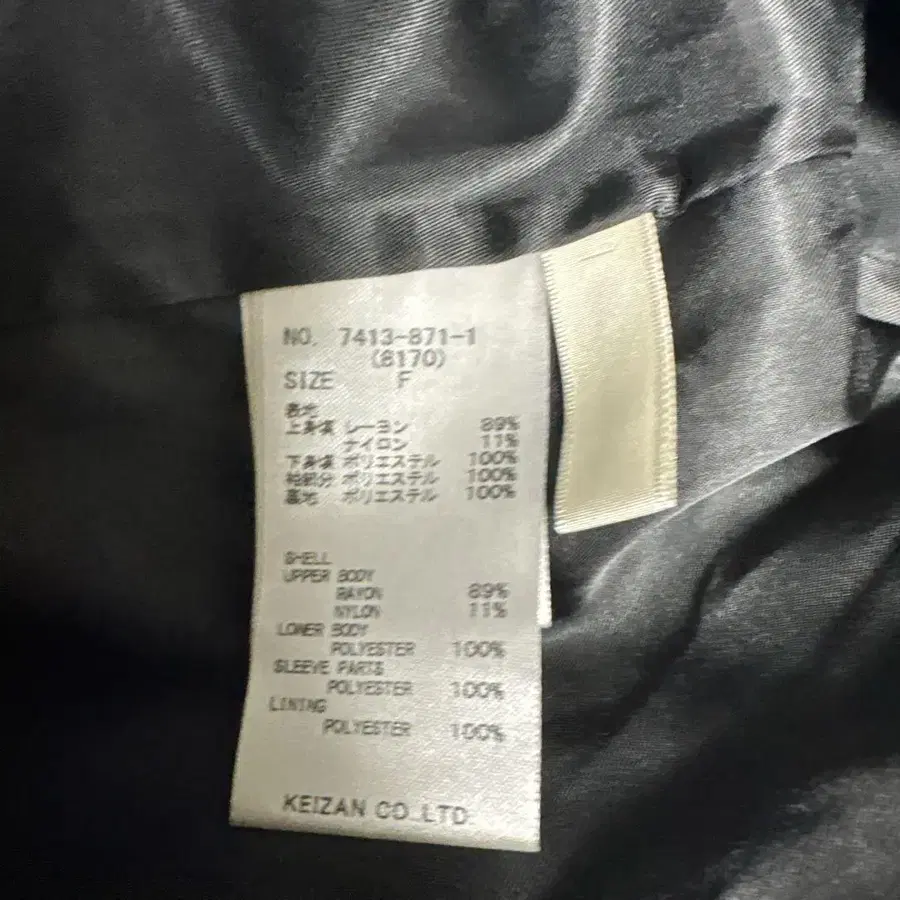 NO. 7413-871-1
(8170)
SIZE F
表地
上身頃 レーヨン 89%
ナイロン 11%
下身頃 ポリエステル 100%
袖部分 ポリエステル 100%
裏地 ポリエステル 100%
SHELL
UPPER BODY
RAYON 89%
NYLON 11%
LOWER BODY
POLYESTER 100%
SLEEVE PARTS
POLYESTER 100%
LINING
POLYESTER 100%
KEIZAN CO.,LTD